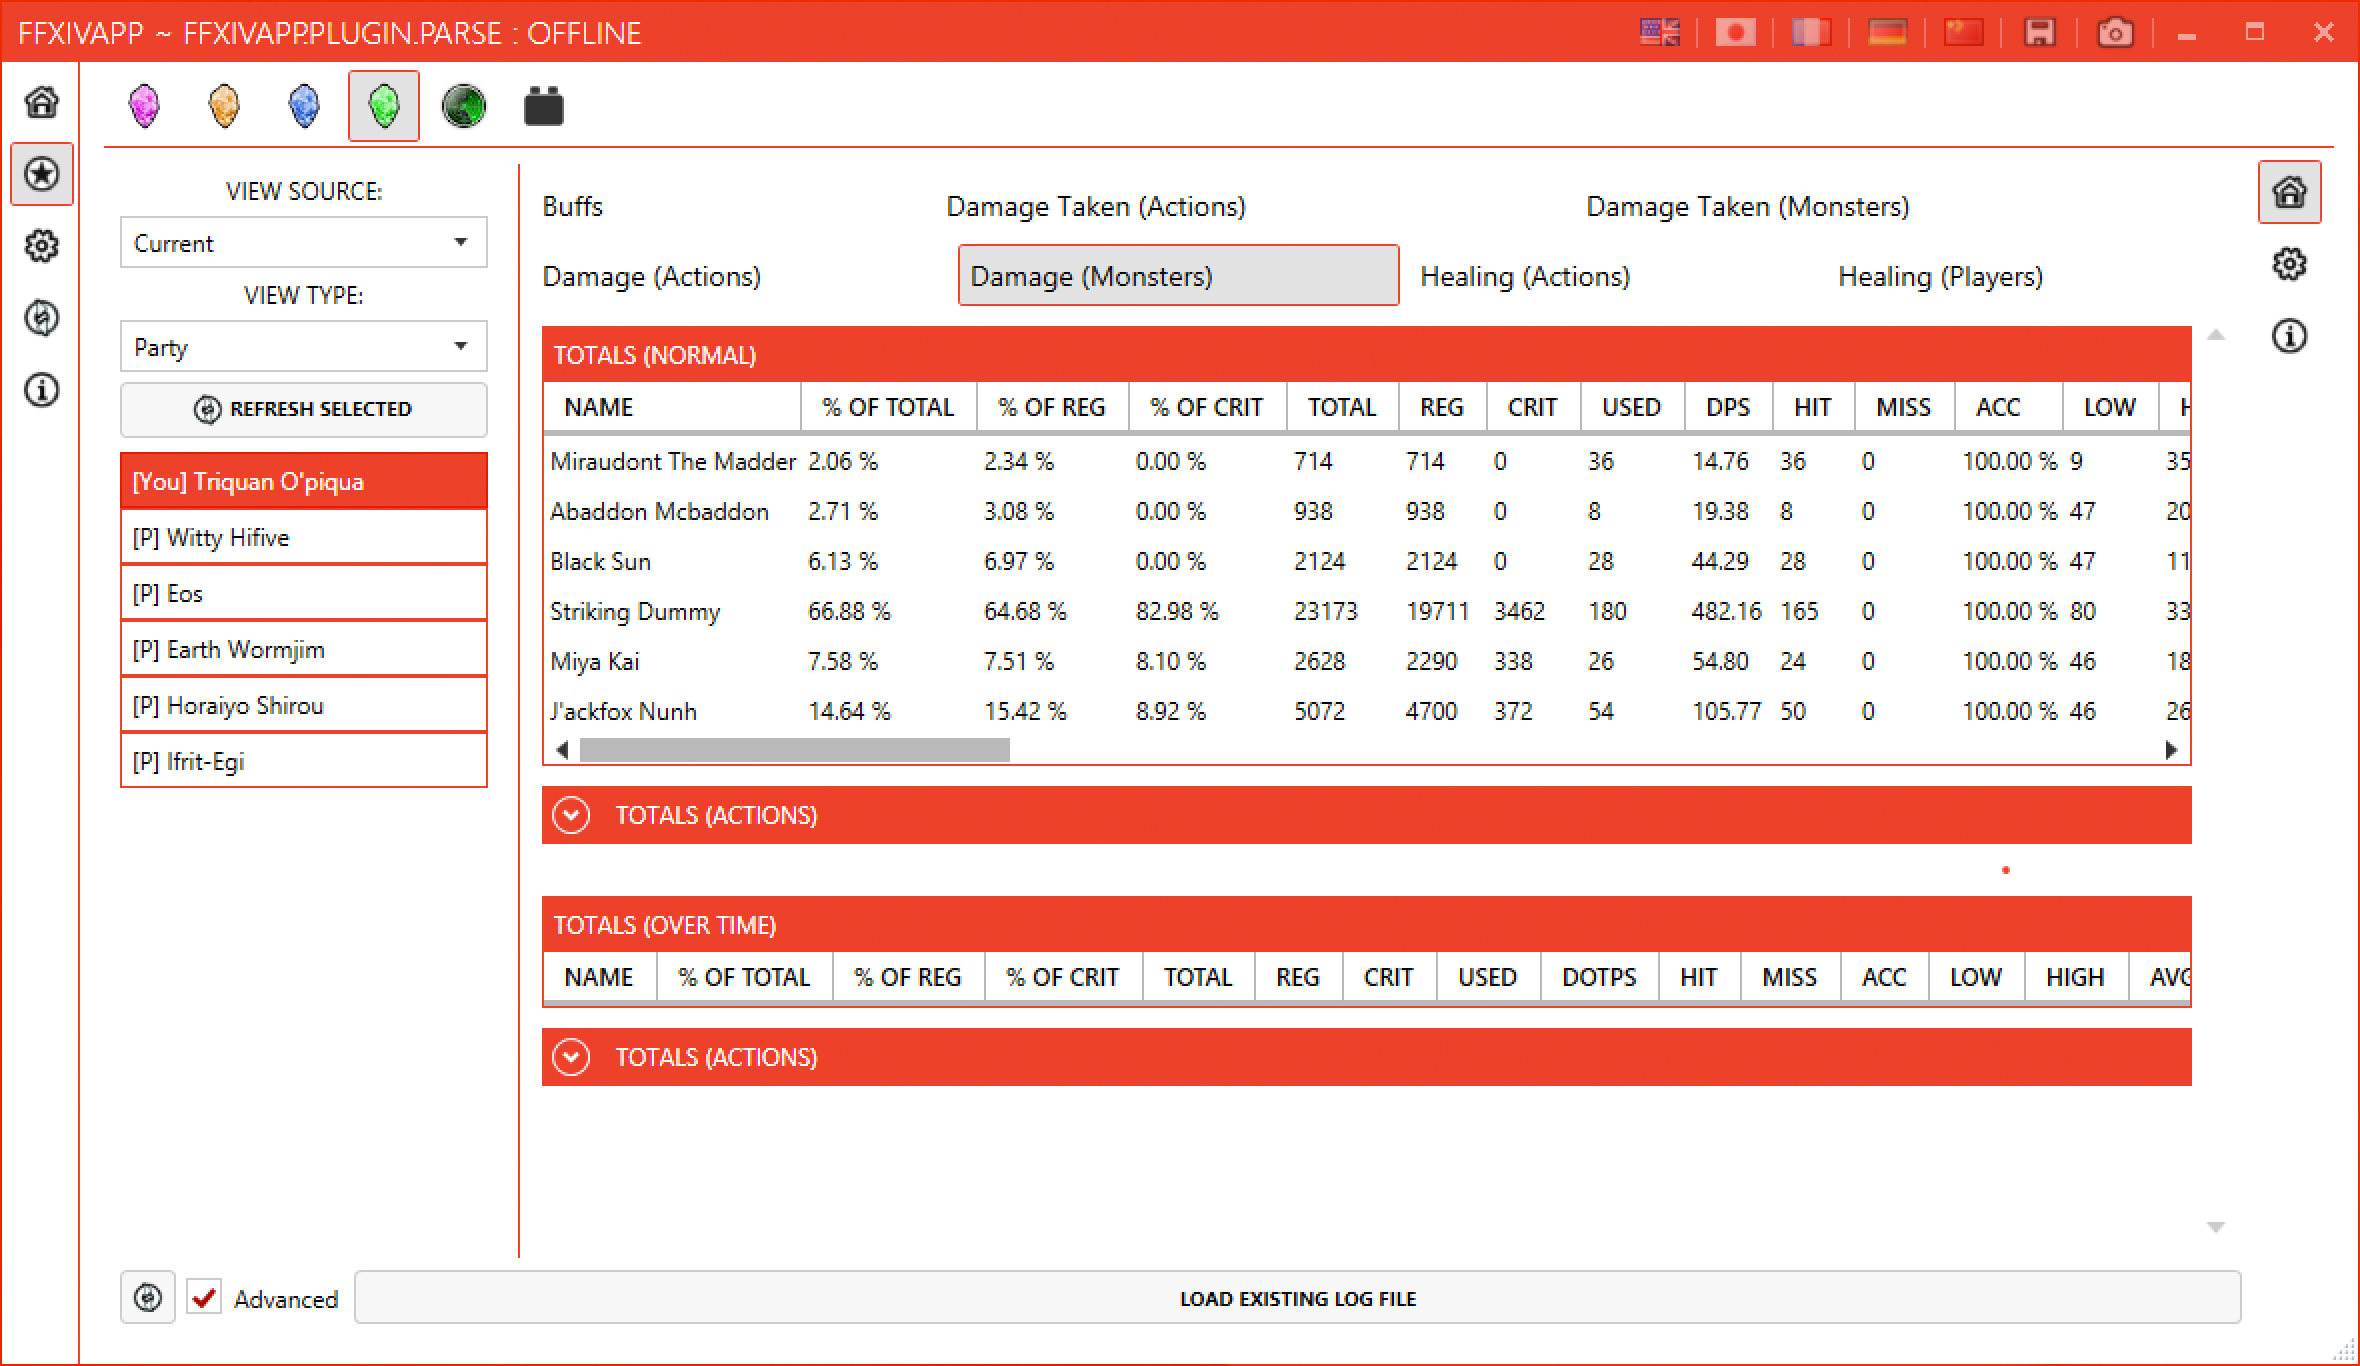 FFXIVAPP ~ FFXIVAPP.PLUGIN.PARSE : OFFLINE
VIEW SOURCE:
Current
VIEW TYPE:
Party
REFRESH SELECTED
[You] Triquan O'piqua
[P] Witty Hifive
[P] Eos
[P] Earth Wormjim
[P] Horaiyo Shirou
[P] Ifrit-Egi
Buffs Damage Taken (Actions) Damage Taken (Monsters)
Damage (Actions) Damage (Monsters) Healing (Actions) Healing (Players)
TOTALS (NORMAL)
NAME % OF TOTAL % OF REG % OF CRIT TOTAL REG CRIT USED DPS HIT MISS ACC LOW
Miraudont The Madder 2.06 % 2.34 % 0.00 % 714 714 0 36 14.76 36 0 100.00 % 9 35
Abaddon Mcbaddon 2.71 % 3.08 % 0.00 % 938 938 0 8 19.38 8 0 100.00 % 47 20
Black Sun 6.13 % 6.97 % 0.00 % 2124 2124 0 28 44.29 28 0 100.00 % 47 11
Striking Dummy 66.88 % 64.68 % 82.98 % 23173 19711 3462 180 482.16 165 0 100.00 % 80 33
Miya Kai 7.58 % 7.51 % 8.10 % 2628 2290 338 26 54.80 24 0 100.00 % 46 18
J'ackfox Nunh 14.64 % 15.42 % 8.92 % 5072 4700 372 54 105.77 50 0 100.00 % 46 26
TOTALS (ACTIONS)
TOTALS (OVER TIME)
NAME % OF TOTAL % OF REG % OF CRIT TOTAL REG CRIT USED DOTPS HIT MISS ACC LOW HIGH AVG
TOTALS (ACTIONS)
Advanced
LOAD EXISTING LOG FILE